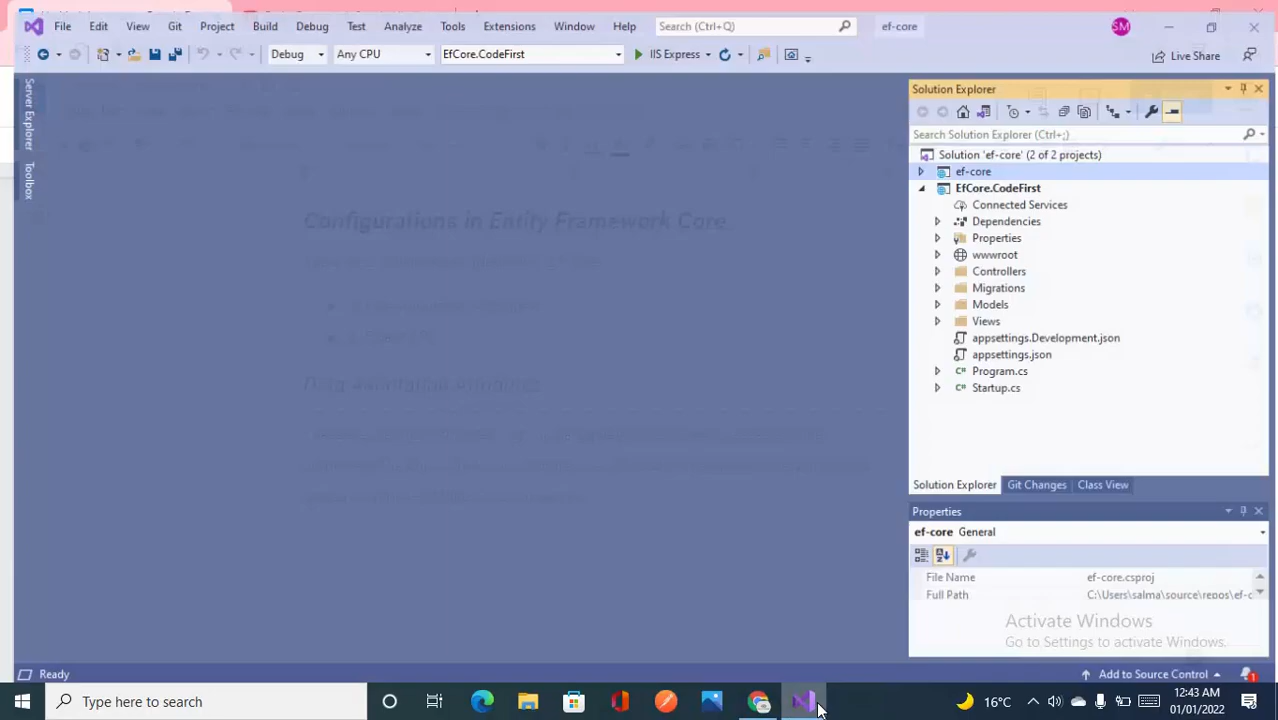 File Edit View Git Project Build Debug Test Analyze Tools Extensions Window Help Search (Ctrl+Q) ef-core SM
Debug Any CPU EfCore.CodeFirst IIS Express Live Share
Server Explorer
Toolbox
Solution Explorer
Search Solution Explorer (Ctrl+;)
Solution 'ef-core' (2 of 2 projects)
ef-core
EfCore.CodeFirst
Connected Services
Dependencies
Properties
wwwroot
Controllers
Migrations
Models
Views
appsettings.Development.json
appsettings.json
C# Program.cs
C# Startup.cs
Configurations in Entity Framework Core
Data Annotation Attributes
Solution Explorer Git Changes Class View
Properties
ef-core General
File Name ef-core.csproj
Full Path C:\Users\salma\source\repos\ef-c
Activate Windows
Go to Settings to activate Windows.
Ready Add to Source Control 1
Type here to search 16°C 12:43 AM
01/01/2022